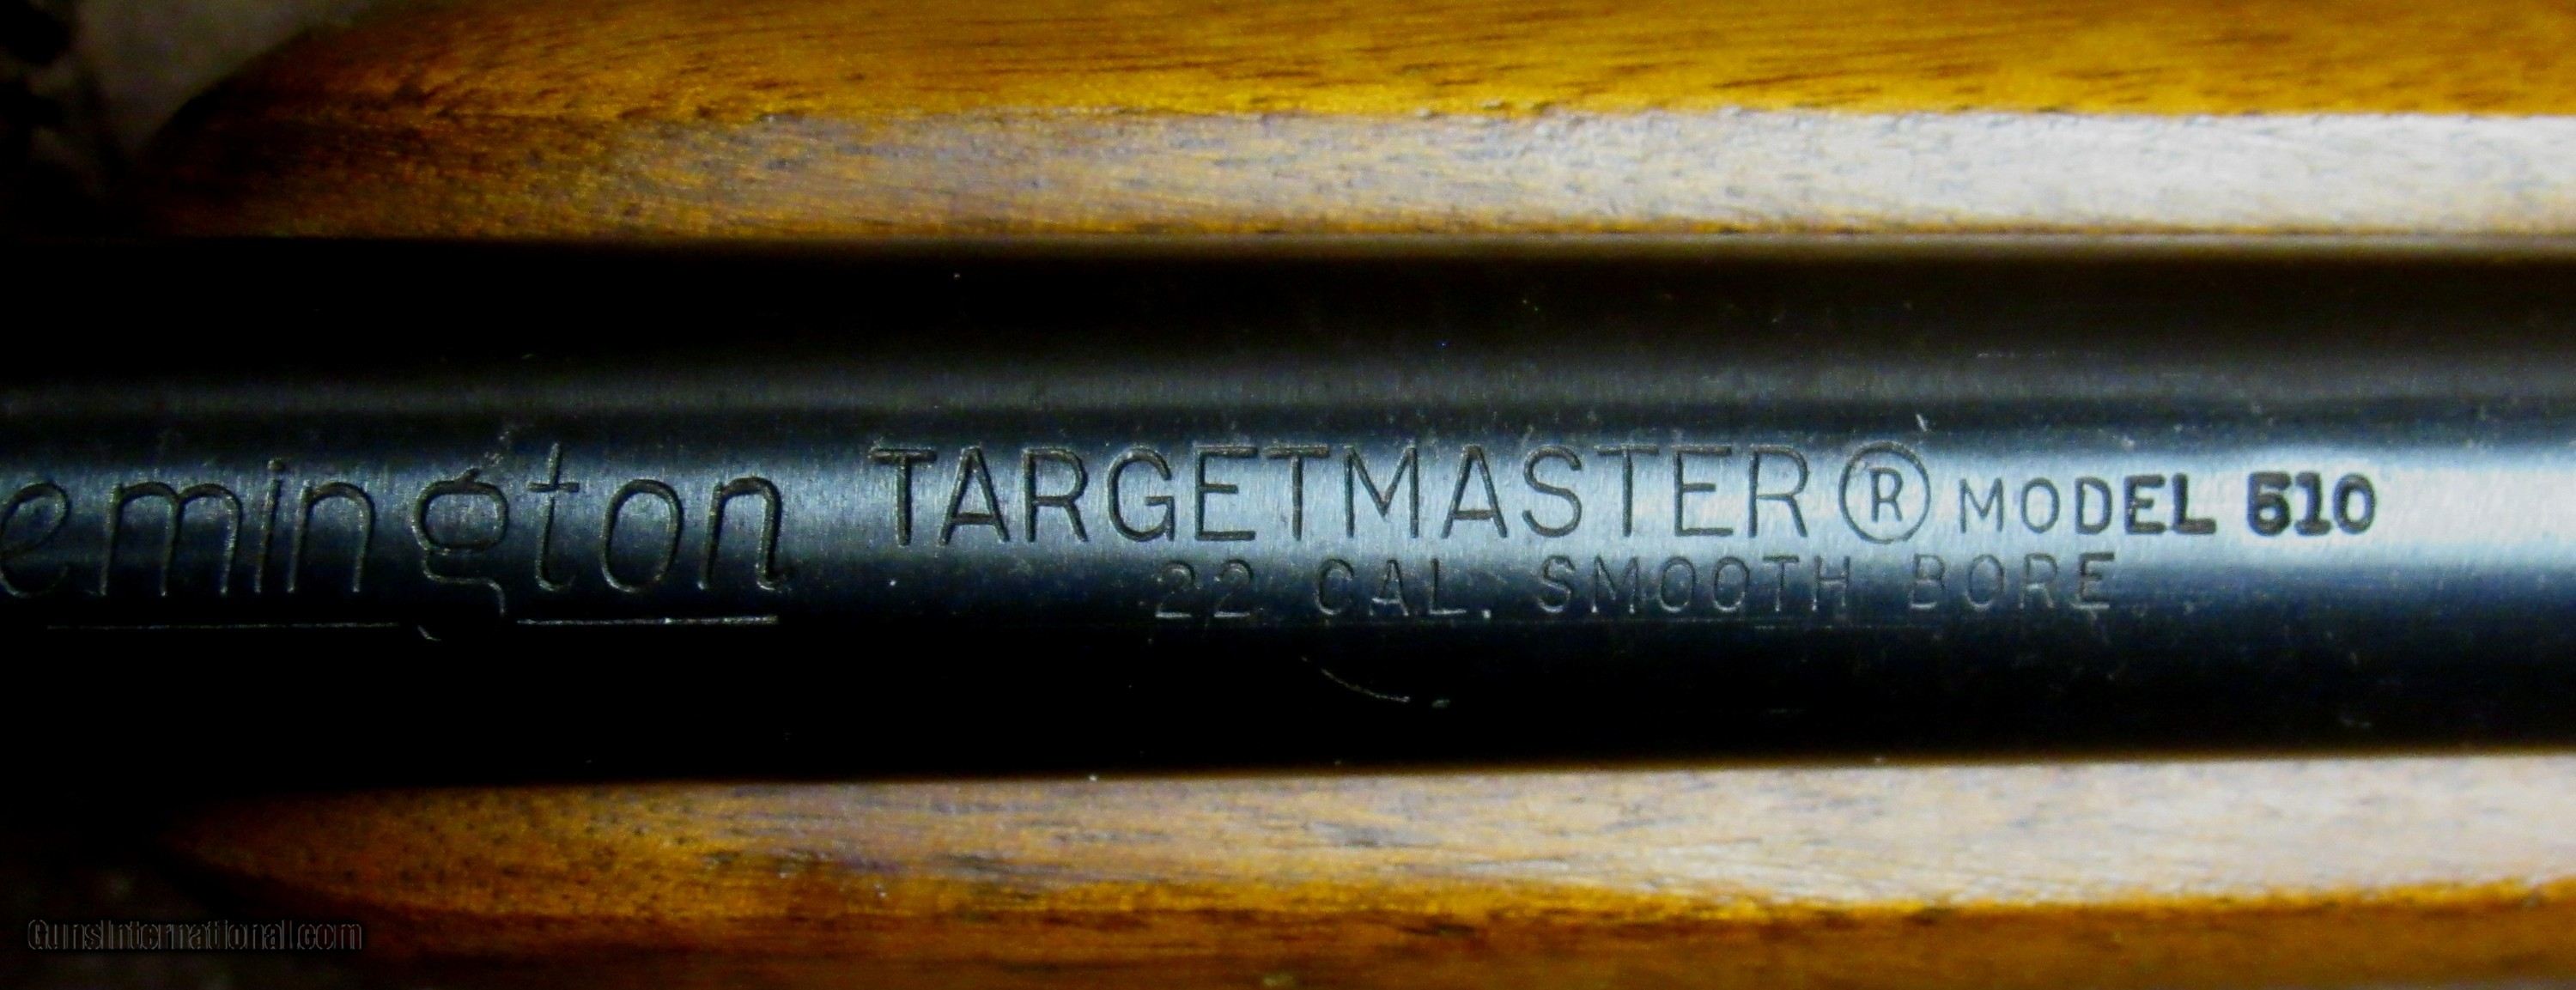 emington TARGETMASTER® MODEL 510
22 CAL. SMOOTH BORE
GunsInternational.com